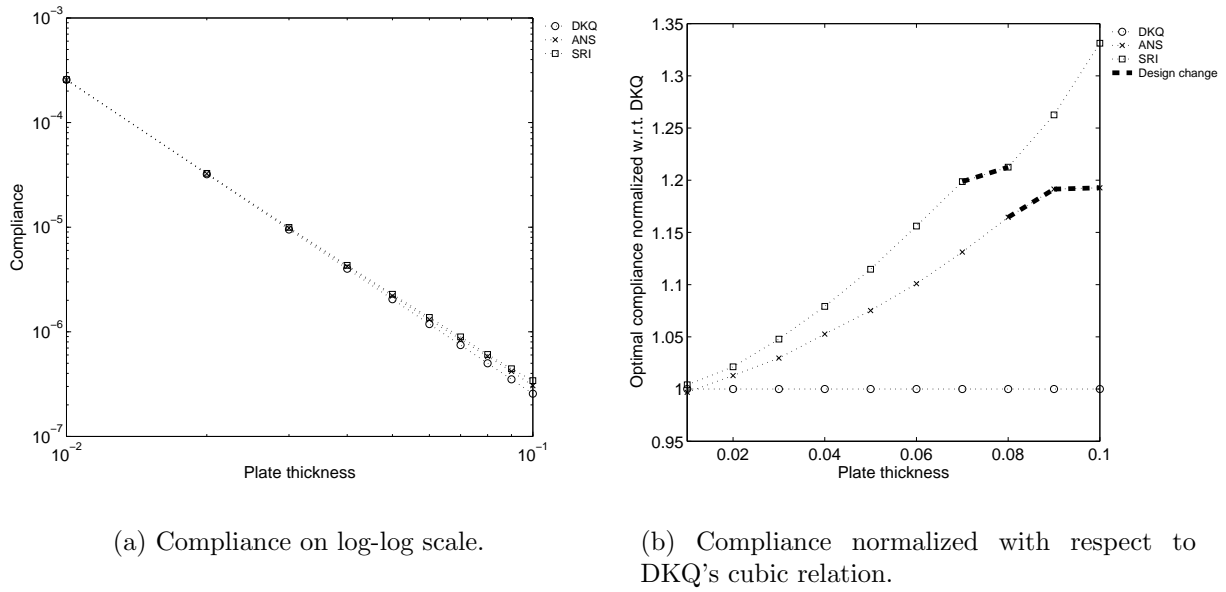 10−3
10−4
10−5
10−6
10−7
Compliance
10−2
10−1
Plate thickness
DKQ
ANS
SRI
(a) Compliance on log-log scale.
1.35
1.3
1.25
1.2
1.15
1.1
1.05
1
0.95
Optimal compliance normalized w.r.t. DKQ
0.02 0.04 0.06 0.08 0.1
Plate thickness
DKQ
ANS
SRI
Design change
(b) Compliance normalized with respect to
DKQ's cubic relation.